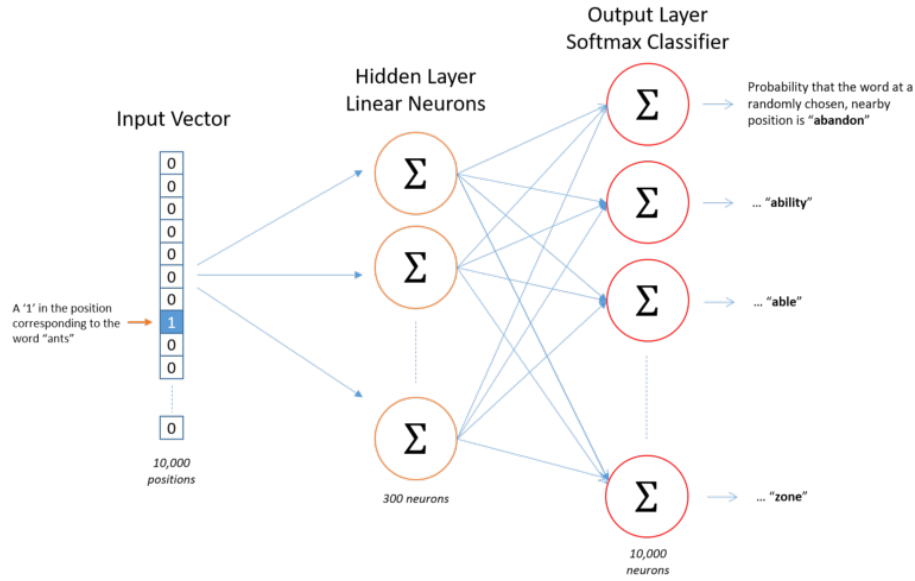 Output Layer
Softmax Classifier
Hidden Layer
Linear Neurons
Input Vector
Σ
Probability that the word at a
randomly chosen, nearby
position is “abandon”
0
0
0
0
0
0
0
1
0
0
0
A ‘1’ in the position
corresponding to the
word “ants”
10,000
positions
Σ
Σ
Σ
300 neurons
Σ
... “ability”
Σ
... “able”
Σ
... “zone”
10,000
neurons